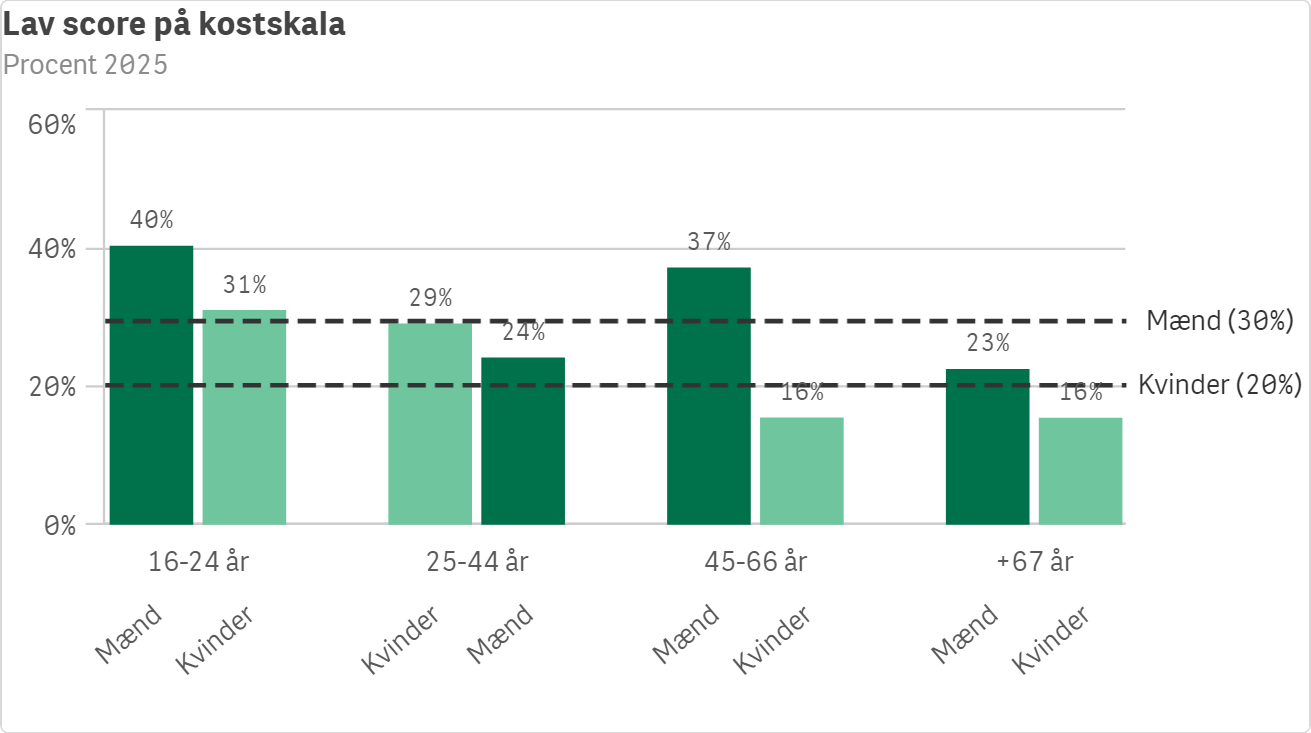 Lav score på kostskala
Procent 2025
60%
40%
20%
0%
40%
31%
29%
24%
37%
16%
23%
16%
Mænd (30%)
Kvinder (20%)
16-24 år
25-44 år
45-66 år
+67 år
Mænd
Kvinder
Kvinder
Mænd
Mænd
Kvinder
Mænd
Kvinder